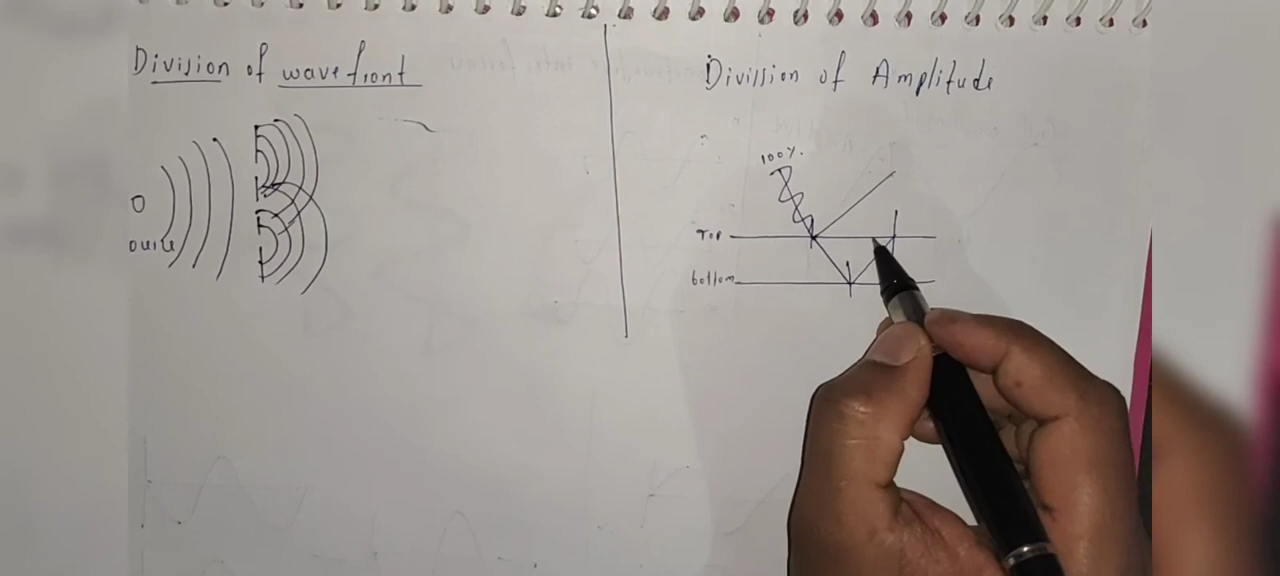 Division of wavefront
Division of Amplitude
100%.
Top
bottom